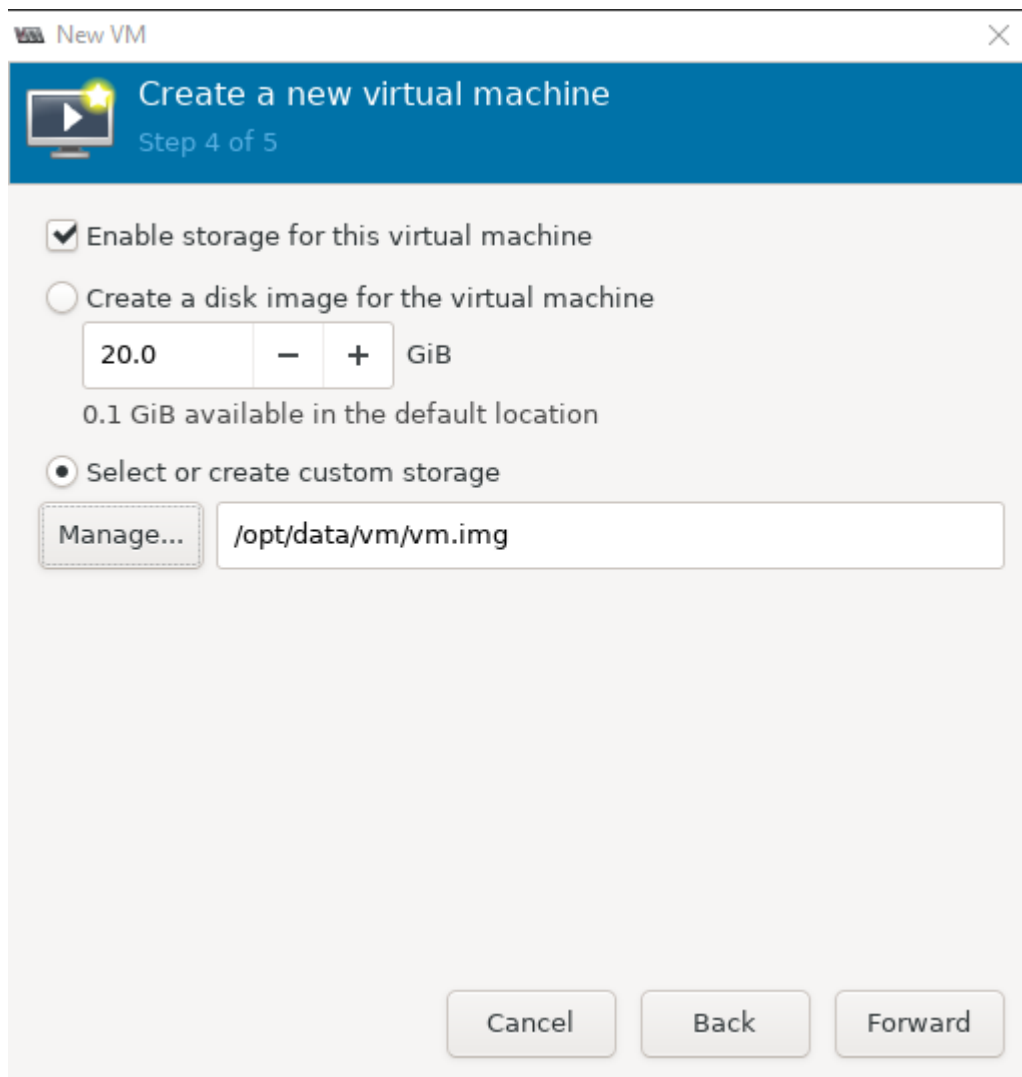 New VM
Create a new virtual machine
Step 4 of 5
Enable storage for this virtual machine
Create a disk image for the virtual machine
20.0 − + GiB
0.1 GiB available in the default location
Select or create custom storage
Manage... /opt/data/vm/vm.img
Cancel Back Forward